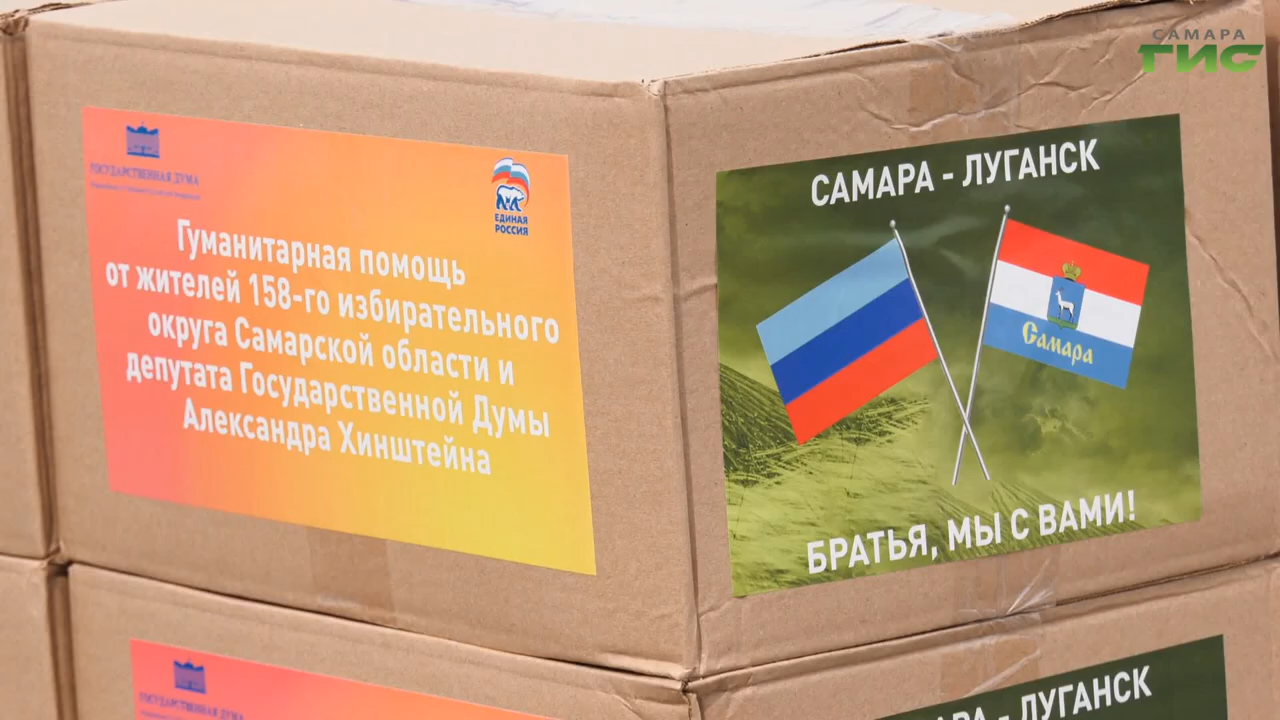 САМАРА
ГИС
ГОСУДАРСТВЕННАЯ ДУМА
ЕДИНАЯ
РОССИЯ
Гуманитарная помощь
от жителей 158-го избирательного
округа Самарской области и
депутата Государственной Думы
Александра Хинштейна
САМАРА - ЛУГАНСК
Самара
БРАТЬЯ, МЫ С ВАМИ!
ГОСУДАРСТВЕННАЯ ДУМА
САМАРА - ЛУГАНСК